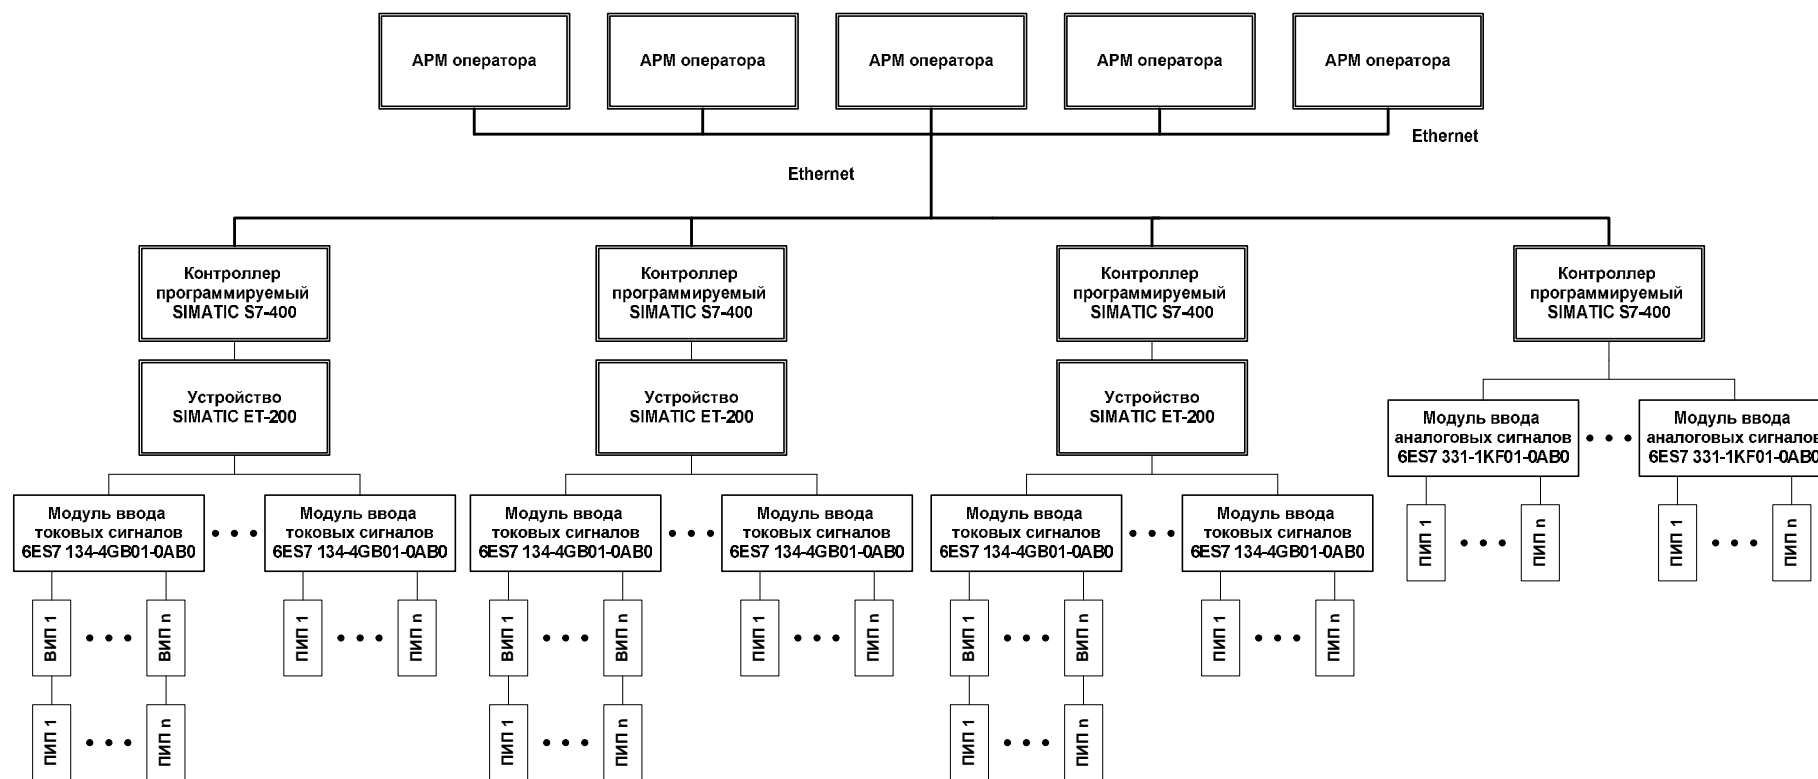 АРМ оператора
АРМ оператора
АРМ оператора
АРМ оператора
АРМ оператора
Ethernet
Ethernet
Контроллер
программируемый
SIMATIC S7-400
Контроллер
программируемый
SIMATIC S7-400
Контроллер
программируемый
SIMATIC S7-400
Контроллер
программируемый
SIMATIC S7-400
Устройство
SIMATIC ET-200
Устройство
SIMATIC ET-200
Устройство
SIMATIC ET-200
Модуль ввода
аналоговых сигналов
6ES7 331-1KF01-0AB0
• • •
Модуль ввода
аналоговых сигналов
6ES7 331-1KF01-0AB0
Модуль ввода
токовых сигналов
6ES7 134-4GB01-0AB0
• • •
Модуль ввода
токовых сигналов
6ES7 134-4GB01-0AB0
Модуль ввода
токовых сигналов
6ES7 134-4GB01-0AB0
• • •
Модуль ввода
токовых сигналов
6ES7 134-4GB01-0AB0
Модуль ввода
токовых сигналов
6ES7 134-4GB01-0AB0
• • •
Модуль ввода
токовых сигналов
6ES7 134-4GB01-0AB0
ПИП 1
• • •
ПИП n
ПИП 1
• • •
ПИП n
ВИП 1
• • •
ВИП n
ПИП 1
• • •
ПИП n
ВИП 1
• • •
ВИП n
ПИП 1
• • •
ПИП n
ВИП 1
• • •
ВИП n
ПИП 1
• • •
ПИП n
ПИП 1
• • •
ПИП n
ПИП 1
• • •
ПИП n
ПИП 1
• • •
ПИП n